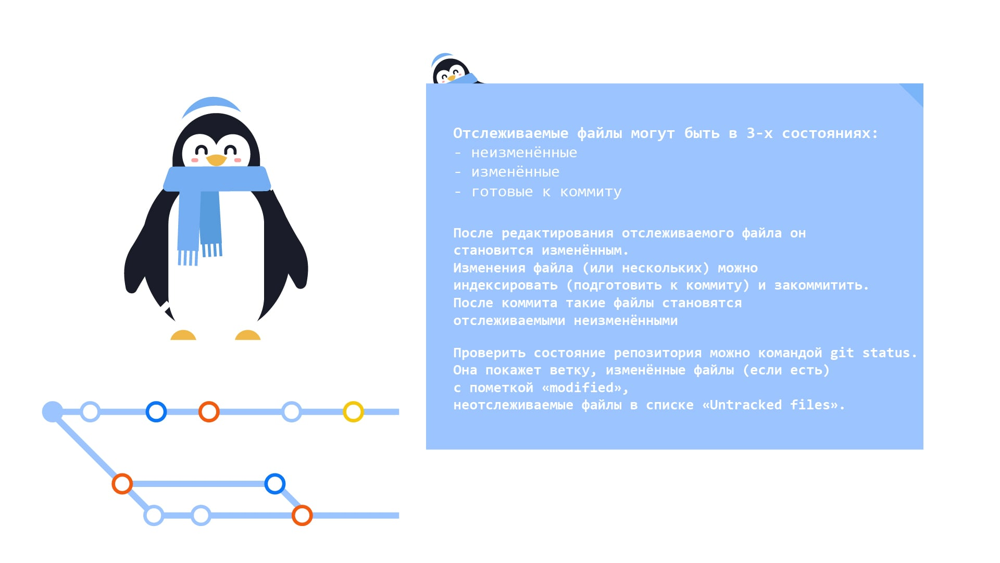 Отслеживаемые файлы могут быть в 3-х состояниях:
- неизменённые
- изменённые
- готовые к коммиту
После редактирования отслеживаемого файла он
становится изменённым.
Изменения файла (или нескольких) можно
индексировать (подготовить к коммиту) и закоммитить.
После коммита такие файлы становятся
отслеживаемыми неизменёнными
Проверить состояние репозитория можно командой git status.
Она покажет ветку, изменённые файлы (если есть)
с пометкой «modified»,
неотслеживаемые файлы в списке «Untracked files».